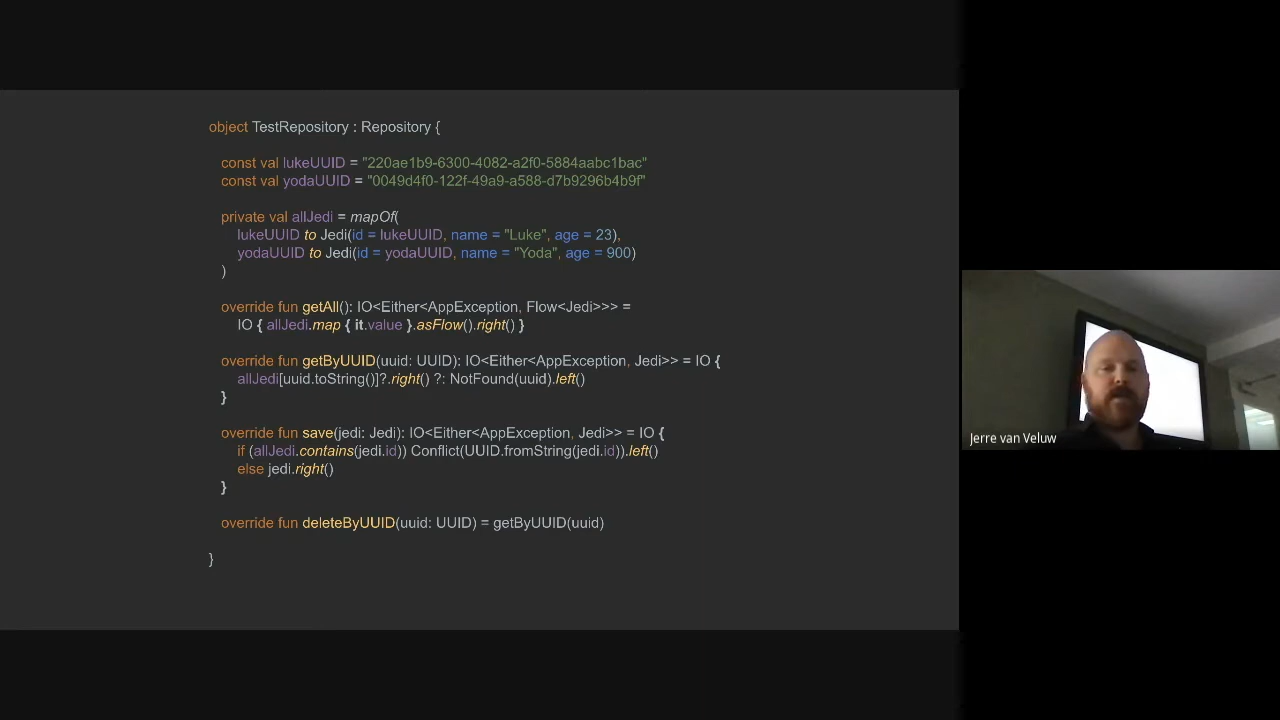 object TestRepository : Repository {
const val lukeUUID = "220ae1b9-6300-4082-a2f0-5884aabc1bac"
const val yodaUUID = "0049d4f0-122f-49a9-a588-d7b9296b4b9f"
private val allJedi = mapOf(
lukeUUID to Jedi(id = lukeUUID, name = "Luke", age = 23),
yodaUUID to Jedi(id = yodaUUID, name = "Yoda", age = 900)
)
override fun getAll(): IO<Either<AppException, Flow<Jedi>>> =
IO { allJedi.map { it.value }.asFlow().right() }
override fun getByUUID(uuid: UUID): IO<Either<AppException, Jedi>> = IO {
allJedi[uuid.toString()]?.right() ?: NotFound(uuid).left()
}
override fun save(jedi: Jedi): IO<Either<AppException, Jedi>> = IO {
if (allJedi.contains(jedi.id)) Conflict(UUID.fromString(jedi.id)).left()
else jedi.right()
}
override fun deleteByUUID(uuid: UUID) = getByUUID(uuid)
}
Jerre van Veluw